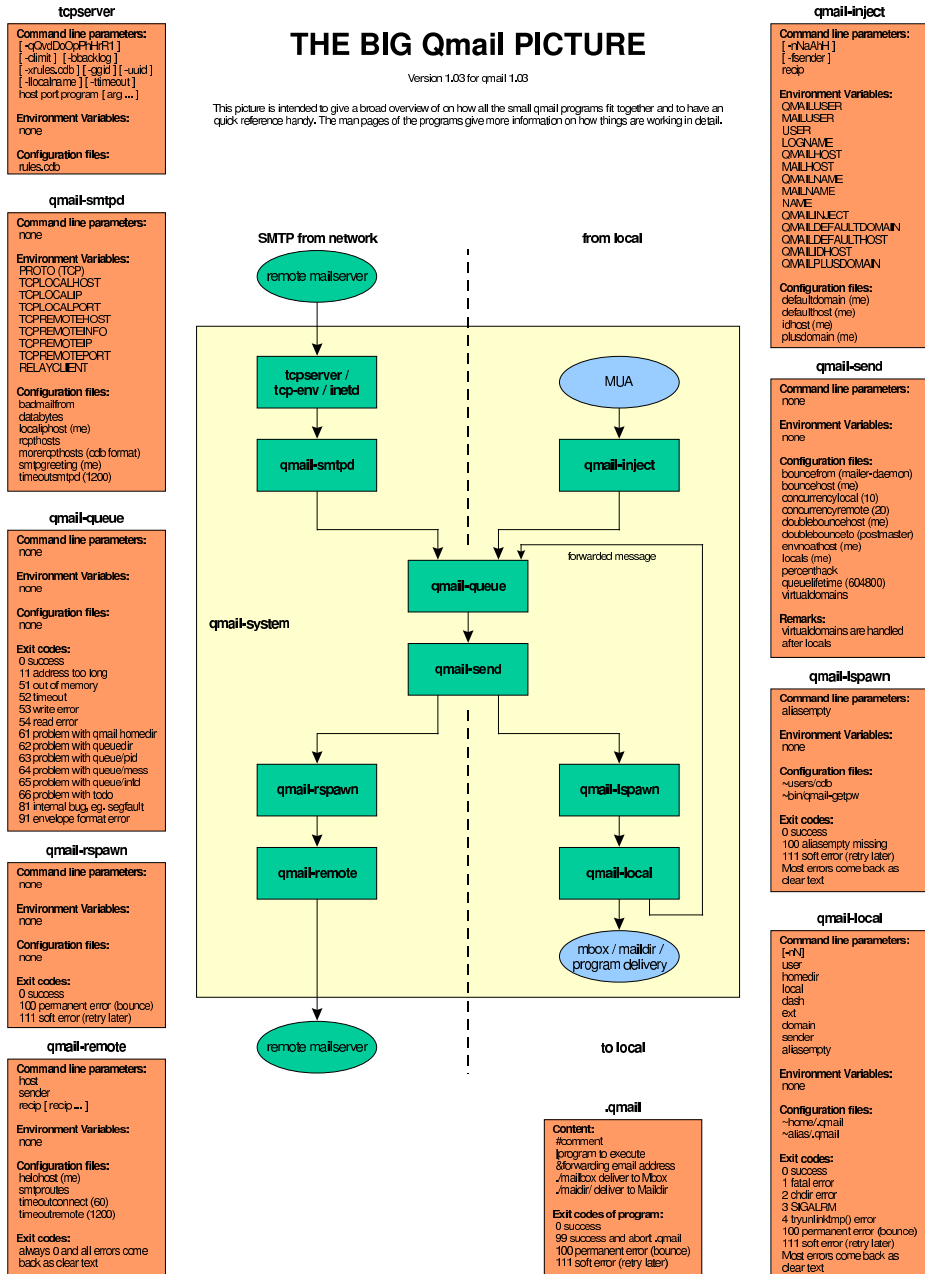 THE BIG Qmail PICTURE
Version 1.03 for qmail 1.03
This picture is intended to give a broad overview of on how all the small qmail programs fit together and to have an
quick reference handy. The man pages of the programs give more information on how things are working in detail.
tcpserver
Command line parameters:
[ -qQvdDoOpPhHrR1 ]
[ -climit ] [-bbacklog ]
[ -xrules.cdb ] [ -ggid ] [ -uuid ]
[ -llocalname ] [ -ttimeout ]
host port program [ arg ... ]
Environment Variables:
none
Configuration files:
rules.cdb
qmail-smtpd
Command line parameters:
none
Environment Variables:
PROTO (TCP)
TCPLOCALHOST
TCPLOCALIP
TCPLOCALPORT
TCPREMOTEHOST
TCPREMOTEINFO
TCPREMOTEIP
TCPREMOTEPORT
RELAYCLIENT
Configuration files:
badmailfrom
databytes
localiphost (me)
rcpthosts
morercpthosts (cdb format)
smtpgreeting (me)
timeoutsmtpd (1200)
qmail-queue
Command line parameters:
none
Environment Variables:
none
Configuration files:
none
Exit codes:
0 success
11 address too long
51 out of memory
52 timeout
53 write error
54 read error
61 problem with qmail homedir
62 problem with queuedir
63 problem with queue/pid
64 problem with queue/mess
65 problem with queue/intd
66 problem with todo
81 internal bug, eg. segfault
91 envelope format error
qmail-rspawn
Command line parameters:
none
Environment Variables:
none
Configuration files:
none
Exit codes:
0 success
100 permanent error (bounce)
111 soft error (retry later)
qmail-remote
Command line parameters:
host
sender
recip [ recip ... ]
Environment Variables:
none
Configuration files:
helohost (me)
smtproutes
timeoutconnect (60)
timeoutremote (1200)
Exit codes:
always 0 and all errors come
back as clear text
SMTP from network
from local
remote mailserver
tcpserver /
tcp-env / inetd
MUA
qmail-smtpd
qmail-inject
forwarded message
qmail-queue
qmail-system
qmail-send
qmail-rspawn
qmail-lspawn
qmail-remote
qmail-local
mbox / maildir /
program delivery
remote mailserver
to local
.qmail
Content:
#comment
|program to execute
&forwarding email address
./mailbox deliver to Mbox
./maidir/ deliver to Maildir
Exit codes of program:
0 success
99 success and abort .qmail
100 permanent error (bounce)
111 soft error (retry later)
qmail-inject
Command line parameters:
[ -nNaAhH ]
[ -fsender ]
recip
Environment Variables:
QMAILUSER
MAILUSER
USER
LOGNAME
QMAILHOST
MAILHOST
QMAILNAME
MAILNAME
NAME
QMAILINJECT
QMAILDEFAULTDOMAIN
QMAILDEFAULTHOST
QMAILIDHOST
QMAILPLUSDOMAIN
Configuration files:
defaultdomain (me)
defaulthost (me)
idhost (me)
plusdomain (me)
qmail-send
Command line parameters:
none
Environment Variables:
none
Configuration files:
bouncefrom (mailer-daemon)
bouncehost (me)
concurrencylocal (10)
concurrencyremote (20)
doublebouncehost (me)
doublebounceto (postmaster)
envnoathost (me)
locals (me)
percenthack
queuelifetime (604800)
virtualdomains
Remarks:
virtualdomains are handled
after locals
qmail-lspawn
Command line parameters:
aliasempty
Environment Variables:
none
Configuration files:
~users/cdb
~bin/qmail-getpw
Exit codes:
0 success
100 aliasempty missing
111 soft error (retry later)
Most errors come back as
clear text
qmail-local
Command line parameters:
[-nN]
user
homedir
local
dash
ext
domain
sender
aliasempty
Environment Variables:
none
Configuration files:
~home/.qmail
~alias/.qmail
Exit codes:
0 success
1 fatal error
2 chdir error
3 SIGALRM
4 tryunlinktmp() error
100 permanent error (bounce)
111 soft error (retry later)
Most errors come back as
clear text